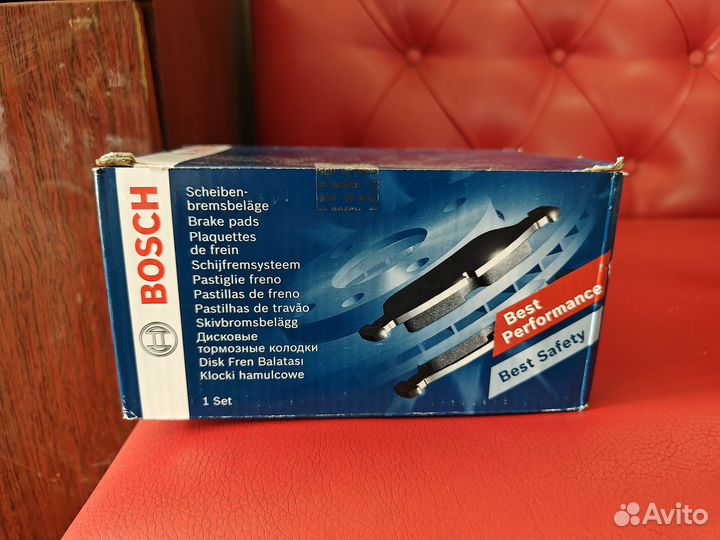 BOSCH
Scheiben-
bremsbeläge
Brake pads
Plaquettes
de frein
Schijfremsysteem
Pastiglie freno
Pastillas de freno
Pastilhas de travão
Skivbromsbelägg
Дисковые
тормозные колодки
Disk Fren Balatası
Klocki hamulcowe
1 Set
Best
Performance
Best Safety
Avito